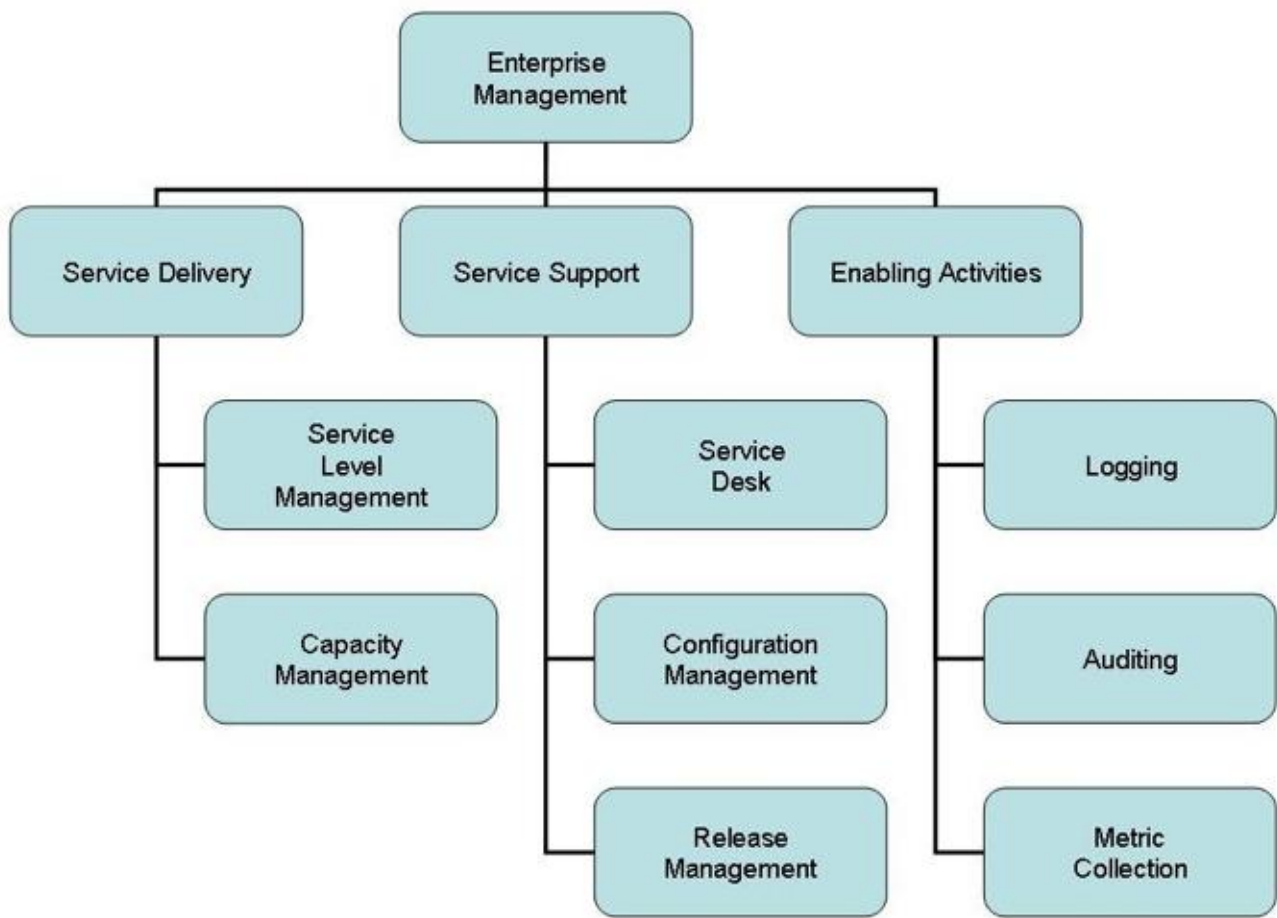 Enterprise
Management
Service Delivery
Service Support
Enabling Activities
Service
Level
Management
Service
Desk
Logging
Capacity
Management
Configuration
Management
Auditing
Release
Management
Metric
Collection